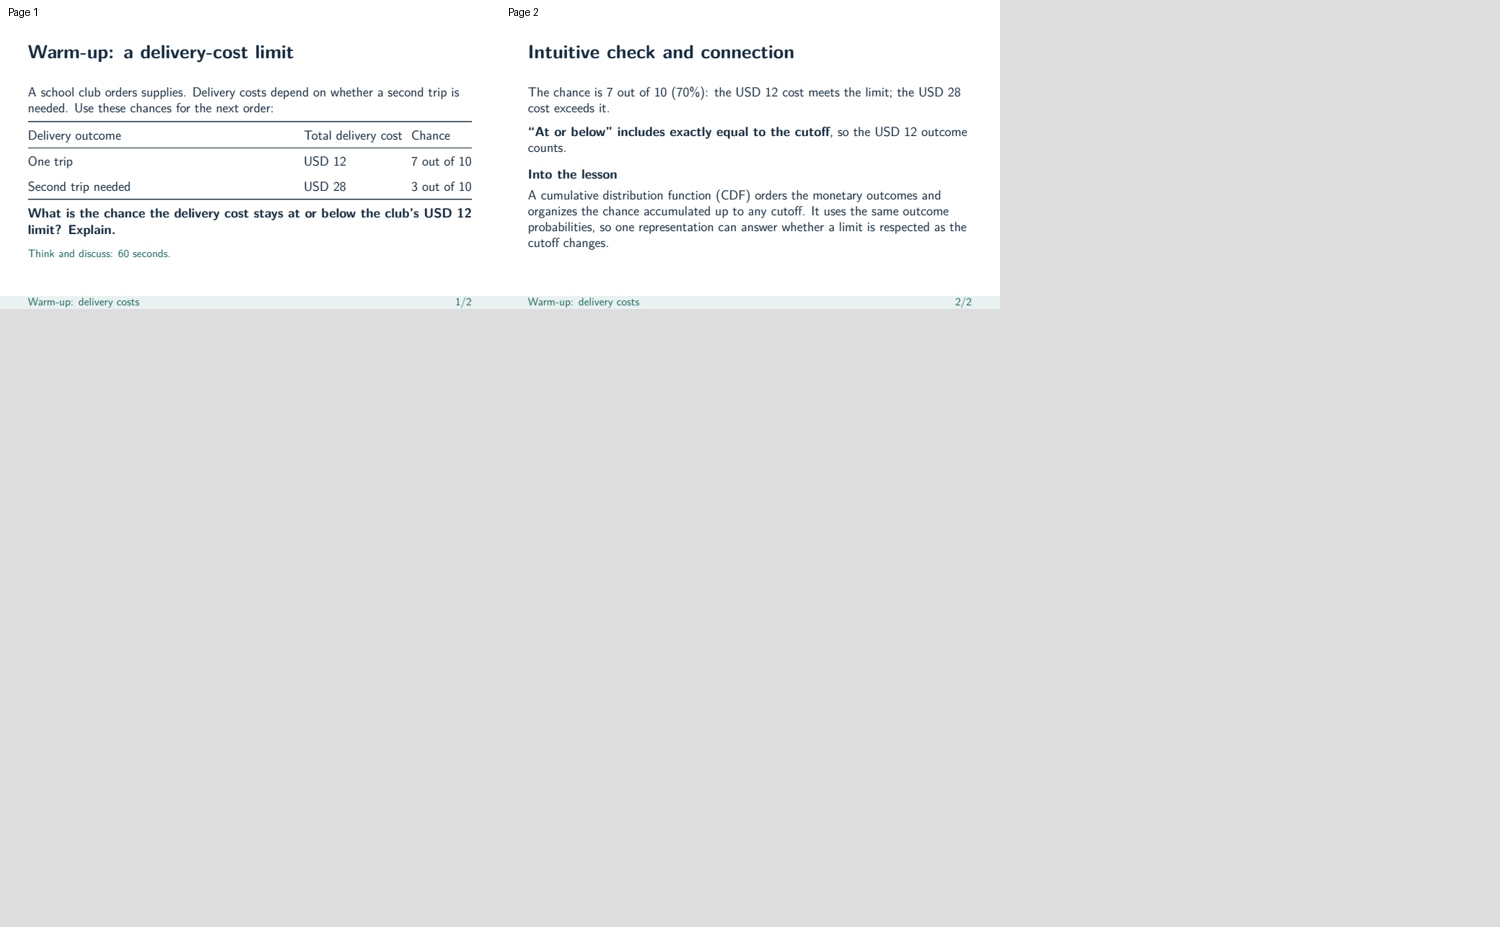 Page 1
Warm-up: a delivery-cost limit
A school club orders supplies. Delivery costs depend on whether a second trip is
needed. Use these chances for the next order:
Delivery outcome Total delivery cost Chance
One trip USD 12 7 out of 10
Second trip needed USD 28 3 out of 10
What is the chance the delivery cost stays at or below the club's USD 12
limit? Explain.
Think and discuss: 60 seconds.
Warm-up: delivery costs 1/2
Page 2
Intuitive check and connection
The chance is 7 out of 10 (70%): the USD 12 cost meets the limit; the USD 28
cost exceeds it.
“At or below” includes exactly equal to the cutoff, so the USD 12 outcome
counts.
Into the lesson
A cumulative distribution function (CDF) orders the monetary outcomes and
organizes the chance accumulated up to any cutoff. It uses the same outcome
probabilities, so one representation can answer whether a limit is respected as the
cutoff changes.
Warm-up: delivery costs 2/2